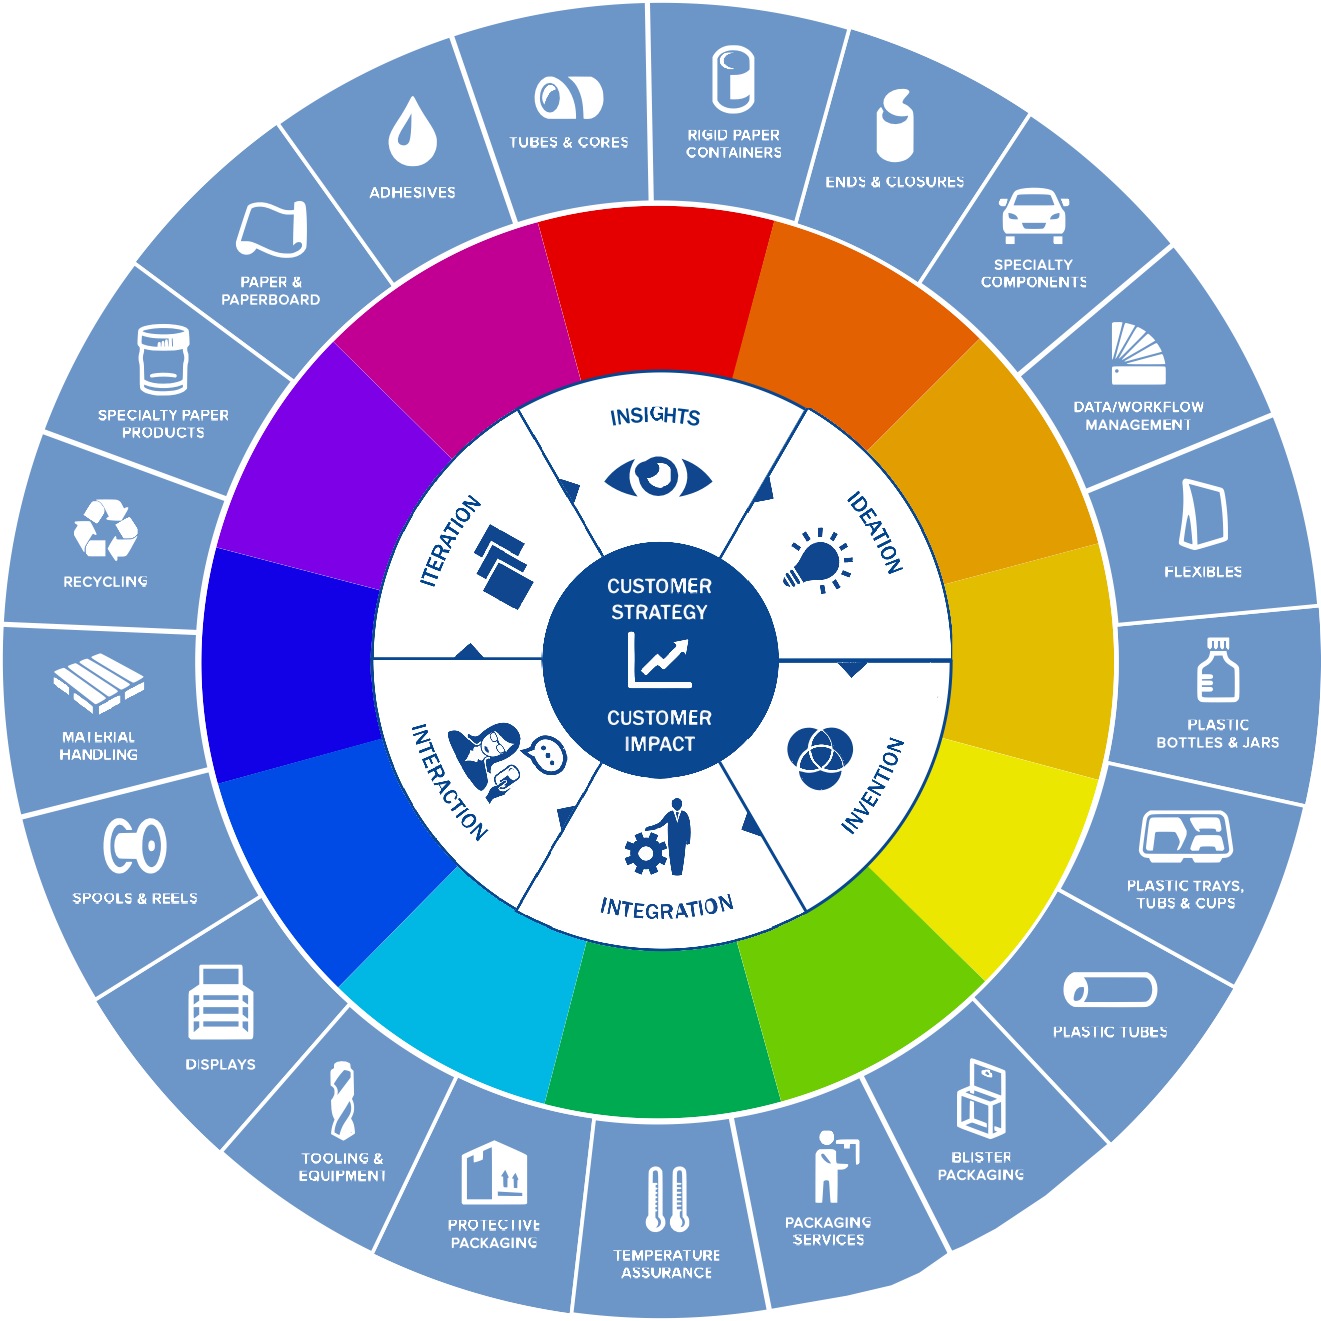 TUBES & CORES
RIGID PAPER
CONTAINERS
ENDS & CLOSURES
SPECIALTY
COMPONENTS
DATA/WORKFLOW
MANAGEMENT
FLEXIBLES
PLASTIC
BOTTLES & JARS
PLASTIC TRAYS,
TUBS & CUPS
PLASTIC TUBES
BLISTER
PACKAGING
PACKAGING
SERVICES
TEMPERATURE
ASSURANCE
PROTECTIVE
PACKAGING
TOOLING &
EQUIPMENT
DISPLAYS
SPOOLS & REELS
MATERIAL
HANDLING
RECYCLING
SPECIALTY PAPER
PRODUCTS
PAPER &
PAPERBOARD
ADHESIVES
INSIGHTS
IDEATION
INVENTION
INTEGRATION
INTERACTION
ITERATION
CUSTOMER
STRATEGY
CUSTOMER
IMPACT